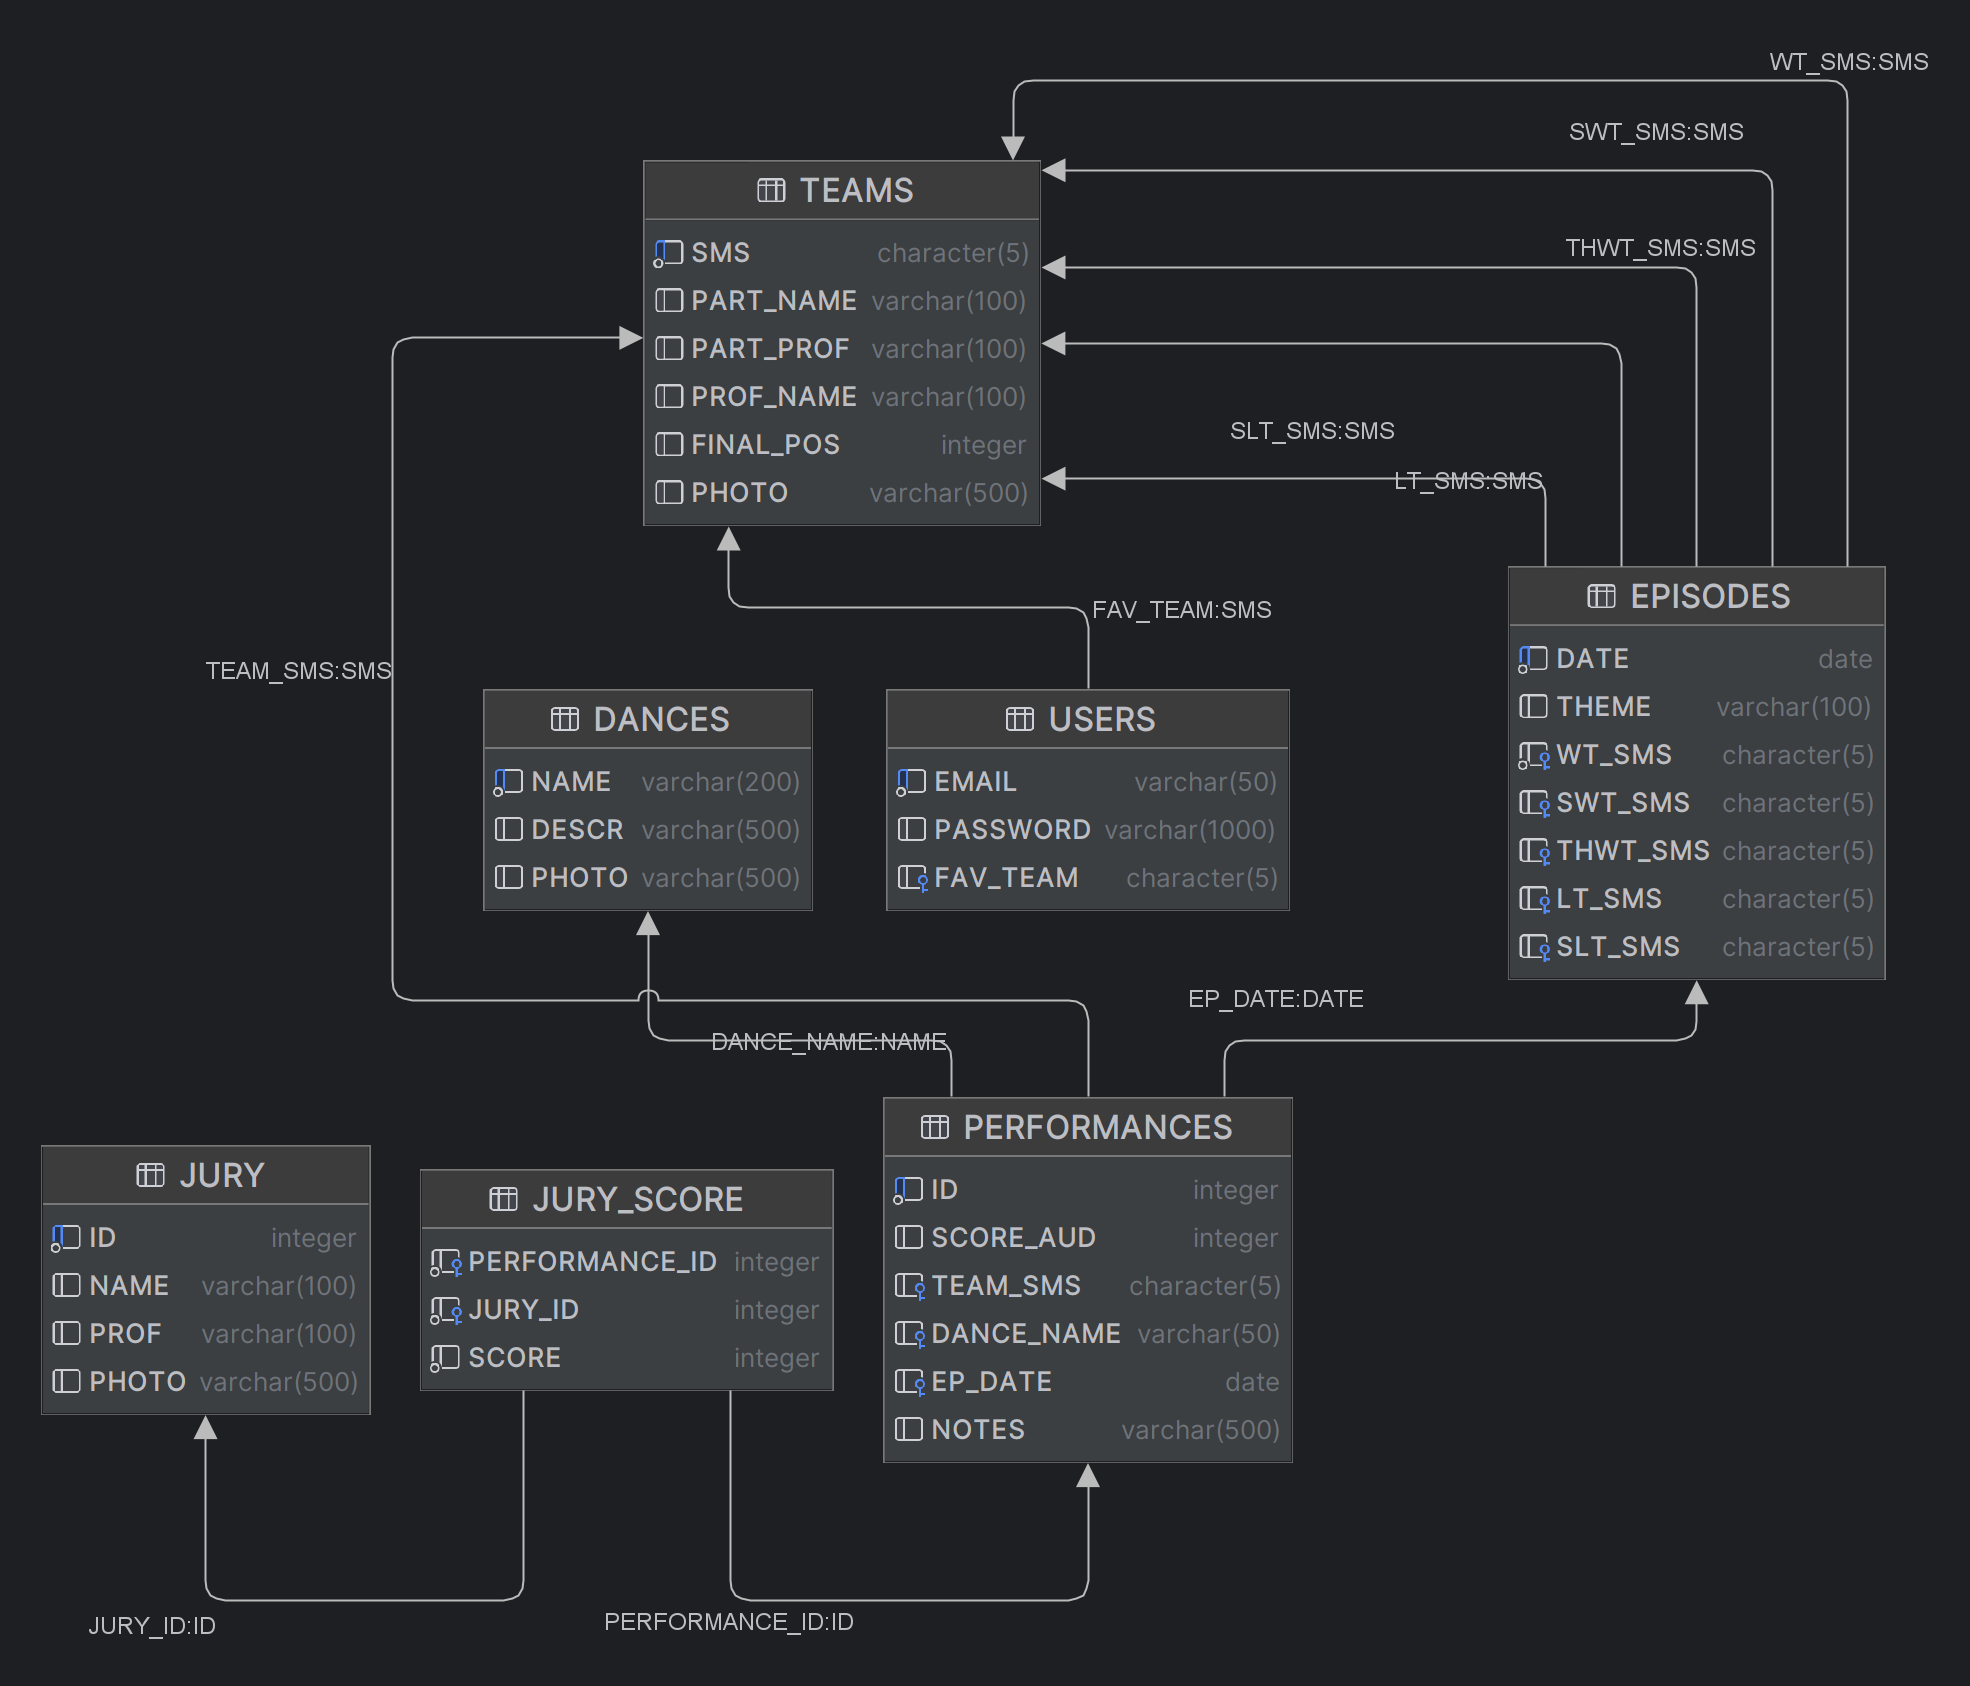 WT_SMS:SMS
SWT_SMS:SMS
THWT_SMS:SMS
SLT_SMS:SMS
LT_SMS:SMS
TEAMS
SMS character(5)
PART_NAME varchar(100)
PART_PROF varchar(100)
PROF_NAME varchar(100)
FINAL_POS integer
PHOTO varchar(500)
FAV_TEAM:SMS
TEAM_SMS:SMS
EPISODES
DATE date
THEME varchar(100)
WT_SMS character(5)
SWT_SMS character(5)
THWT_SMS character(5)
LT_SMS character(5)
SLT_SMS character(5)
DANCES
NAME varchar(200)
DESCR varchar(500)
PHOTO varchar(500)
USERS
EMAIL varchar(50)
PASSWORD varchar(1000)
FAV_TEAM character(5)
EP_DATE:DATE
DANCE_NAME:NAME
JURY
ID integer
NAME varchar(100)
PROF varchar(100)
PHOTO varchar(500)
JURY_SCORE
PERFORMANCE_ID integer
JURY_ID integer
SCORE integer
PERFORMANCES
ID integer
SCORE_AUD integer
TEAM_SMS character(5)
DANCE_NAME varchar(50)
EP_DATE date
NOTES varchar(500)
JURY_ID:ID
PERFORMANCE_ID:ID